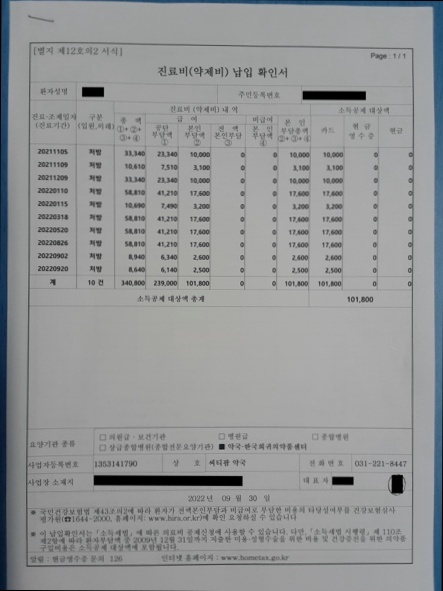 [별지 제12호의2 서식]
Page : 1 / 1
진료비(약제비) 납입 확인서
환자성명 주민등록번호
진료·조제일자 (진료기간) 구분 (입원,외래) 진료비(약제비) 내역 소득공제 대상액
총 액 ①+②+③+④ 급 여 비급여 본 인 부담총액 ②+③+④ 카드 현 금 영 수 증 현금
공단 부담액 ① 본인 부담액 ② 전 액 본인부담 ③ 본 인 부담액 ④
20211105 처방 33,340 23,340 10,000 0 0 10,000 10,000 0 0
20211109 처방 10,610 7,510 3,100 0 0 3,100 3,100 0 0
20211209 처방 33,340 23,340 10,000 0 0 10,000 10,000 0 0
20220110 처방 58,810 41,210 17,600 0 0 17,600 17,600 0 0
20220115 처방 10,690 7,490 3,200 0 0 3,200 3,200 0 0
20220318 처방 58,810 41,210 17,600 0 0 17,600 17,600 0 0
20220520 처방 58,810 41,210 17,600 0 0 17,600 17,600 0 0
20220826 처방 58,810 41,210 17,600 0 0 17,600 17,600 0 0
20220902 처방 8,940 6,340 2,600 0 0 2,600 2,600 0 0
20220920 처방 8,640 6,140 2,500 0 0 2,500 2,500 0 0
계 10 건 340,800 239,000 101,800 0 0 101,800 101,800 0 0
소득공제 대상액 총계 101,800
요양기관 종류 □ 의원급·보건기관 □ 병원급 □ 종합병원
□ 상급종합병원(종합전문요양기관) ■ 약국·한국희귀의약품센터
사업자등록번호 1353141790 상 호 씨티팜 약국 전 화 번 호 031-221-8447
사업장 소재지 대 표 자
2022 년 09 월 30 일
※ 국민건강보험법 제43조의2에 따라 환자가 전액본인부담과 비급여로 부담한 비용의 타당성여부를 건강보험심사
평가원(☎1644-2000, 홈페이지: www.hira.or.kr)에 확인 요청하실 수 있습니다
※ 이 납입확인서는 「소득세법」에 따른 의료비 공제신청에 사용할 수 있습니다. 다만, 「소득세법 시행령」 제 110조
제2항에 따라 환자부담액 중 2009년 12월 31일까지 지출한 미용·성형수술을 위한 비용 및 건강증진을 위한 의약품
구입비용은 소득공제 대상액에 포함됩니다.
알림 : 현금영수증 문의 : 126 인터넷 홈페이지 : www.hometax.go.kr